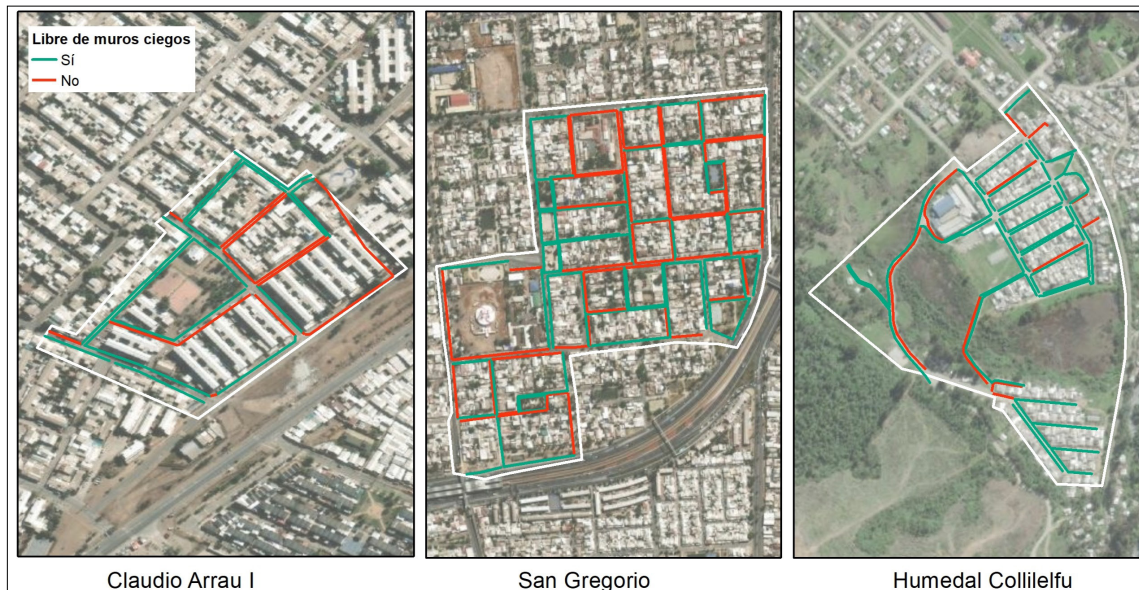 Libre de muros ciegos
Sí
No
Claudio Arrau I
San Gregorio
Humedal Collilelfu